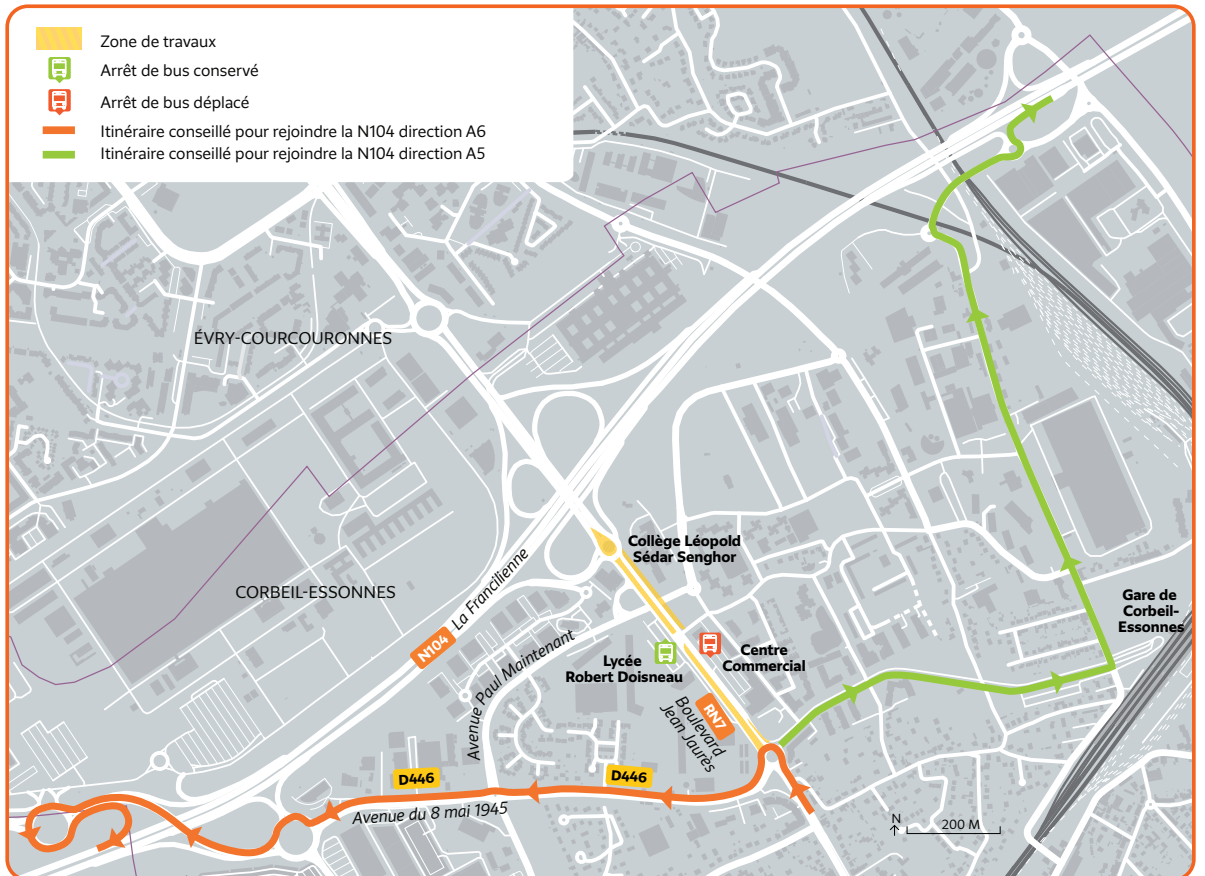 Zone de travaux
Arrêt de bus conservé
Arrêt de bus déplacé
Itinéraire conseillé pour rejoindre la N104 direction A6
Itinéraire conseillé pour rejoindre la N104 direction A5
ÉVRY-COURCOURONNES
CORBEIL-ESSONNES
N104 La Francilienne
Collège Léopold
Sédar Senghor
Gare de
Corbeil-
Essonnes
Avenue Paul Maintenant
Lycée
Robert Doisneau
Centre
Commercial
RN7
Boulevard
Jean Jaurès
D446
D446
Avenue du 8 mai 1945
N
200 M